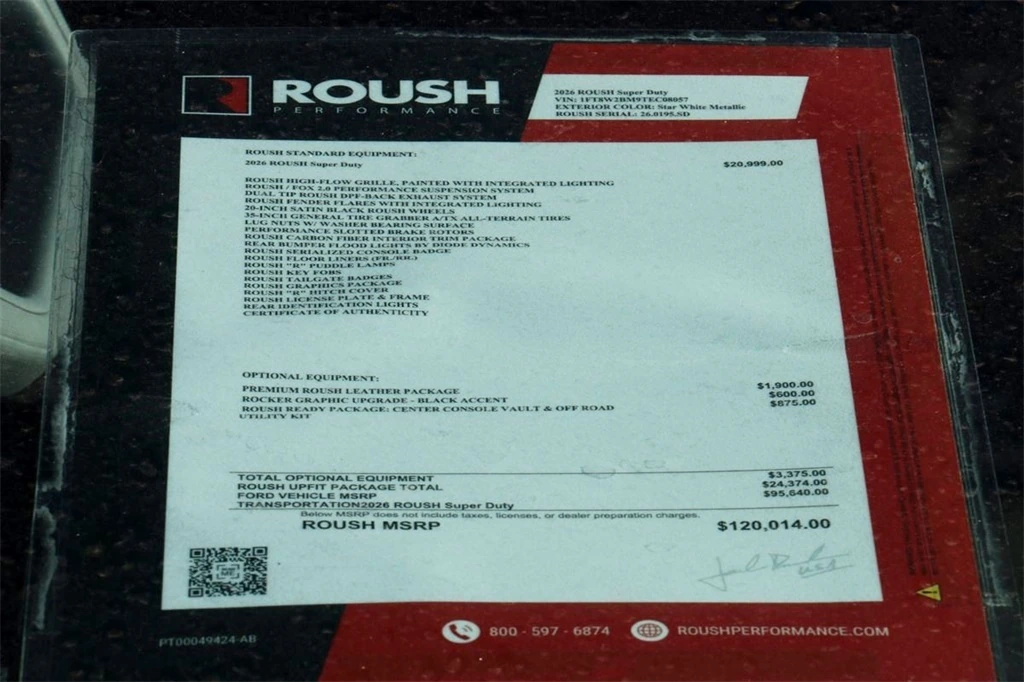 ROUSH
PERFORMANCE
2026 ROUSH Super Duty
VIN: 1FT8W2BM9TEC08057
EXTERIOR COLOR: Star White Metallic
ROUSH SERIAL: 26.0195.SD
ROUSH STANDARD EQUIPMENT:
2026 ROUSH Super Duty $20,999.00
ROUSH HIGH-FLOW GRILLE, PAINTED WITH INTEGRATED LIGHTING
ROUSH / FOX 2.0 PERFORMANCE SUSPENSION SYSTEM
DUAL TIP ROUSH DPF-BACK EXHAUST SYSTEM
ROUSH FENDER FLARES WITH INTEGRATED LIGHTING
20-INCH SATIN BLACK ROUSH WHEELS
35-INCH GENERAL TIRE GRABBER A/TX ALL-TERRAIN TIRES
LUG NUTS W/ WASHER BEARING SURFACE
PERFORMANCE SLOTTED BRAKE ROTORS
ROUSH CARBON FIBER INTERIOR TRIM PACKAGE
REAR BUMPER FLOOD LIGHTS BY DIODE DYNAMICS
ROUSH SERIALIZED CONSOLE BADGE
ROUSH FLOOR LINERS (FR./RR.)
ROUSH "R" PUDDLE LAMPS
ROUSH KEY FOBS
ROUSH TAILGATE BADGES
ROUSH GRAPHICS PACKAGE
ROUSH "R" HITCH COVER
ROUSH LICENSE PLATE & FRAME
REAR IDENTIFICATION LIGHTS
CERTIFICATE OF AUTHENTICITY
OPTIONAL EQUIPMENT:
PREMIUM ROUSH LEATHER PACKAGE $1,900.00
ROCKER GRAPHIC UPGRADE - BLACK ACCENT $600.00
ROUSH READY PACKAGE: CENTER CONSOLE VAULT & OFF ROAD $875.00
UTILITY KIT
TOTAL OPTIONAL EQUIPMENT $3,375.00
ROUSH UPFIT PACKAGE TOTAL $24,374.00
FORD VEHICLE MSRP $95,640.00
TRANSPORTATION2026 ROUSH Super Duty
Below MSRP does not include taxes, licenses, or dealer preparation charges.
ROUSH MSRP $120,014.00
PT00049424-AB
800 - 597 - 6874
ROUSHPERFORMANCE.COM